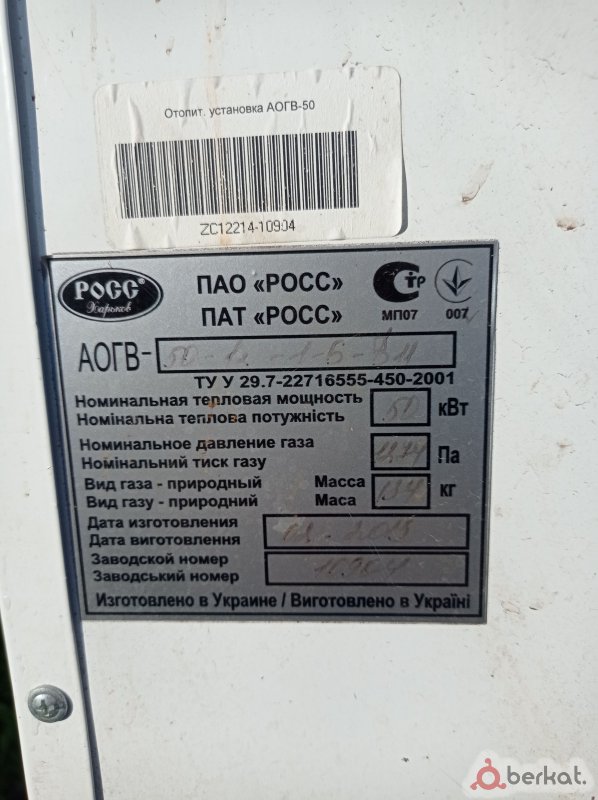 Отопит. установка АОГВ-50
ZC12214-10904
РОСС®
Харьков
ПАО «РОСС»
ПАТ «РОСС»
ТР
МП07
007
АОГВ-
ТУ У 29.7-22716555-450-2001
Номинальная тепловая мощность
Номінальна теплова потужність
50 кВт
Номинальное давление газа
Номінальний тиск газу
Па
Вид газа - природный Масса
Вид газу - природний Маса
кг
Дата изготовления
Дата виготовлення
Заводской номер
Заводський номер
10904
Изготовлено в Украине / Виготовлено в Україні
berkat.